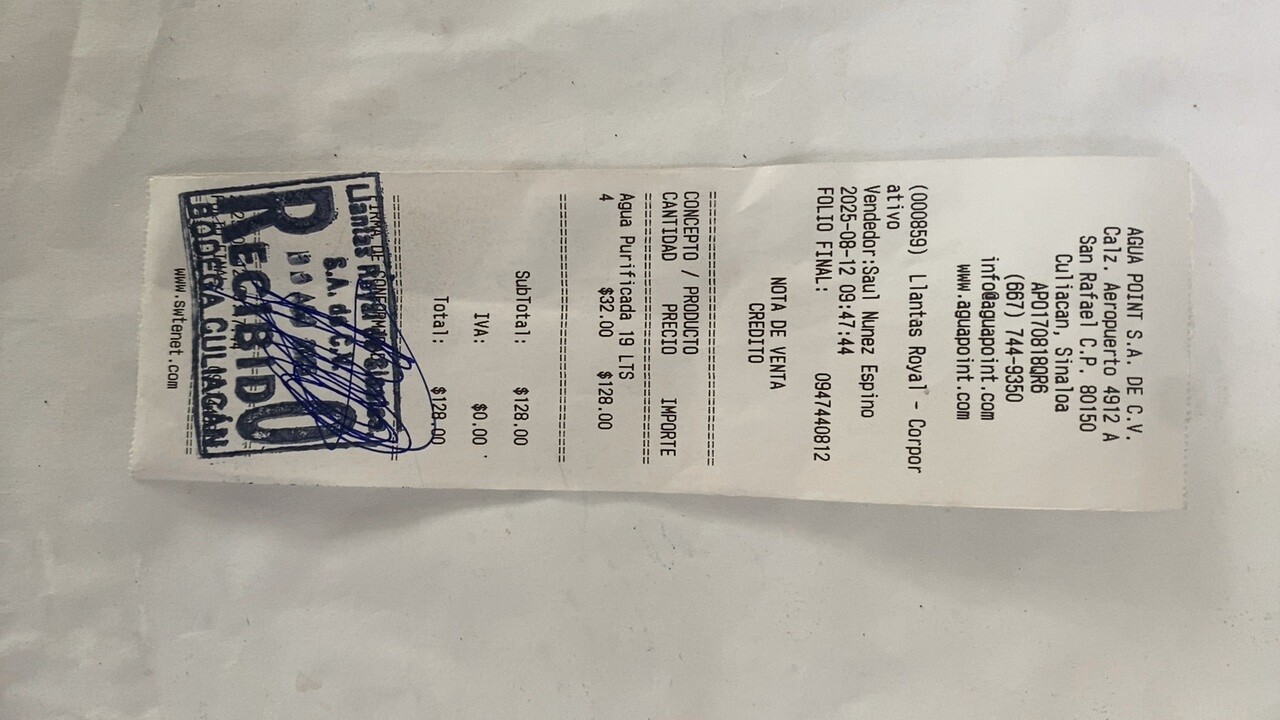 AGUA POINT S.A. DE C.V.
Calz. Aeropuerto 4912 A
San Rafael C.P. 80150
Culiacan, Sinaloa
APO170818QR6
(667) 744-9350
info@aguapoint.com
www.aguapoint.com
(000859) Llantas Royal - Corpor
ativo
Vendedor:Saul Nunez Espino
2025-08-12 09:47:44
FOLIO FINAL: 0947440812
NOTA DE VENTA
CREDITO
==============================
CONCEPTO / PRODUCTO
CANTIDAD PRECIO IMPORTE
==============================
Agua Purificada 19 LTS
4 $32.00 $128.00
==============================
SubTotal: $128.00
IVA: $0.00
Total: $128.00
==============================
FIRMA DE CONFORMIDAD
Llantas Royal
S.A. de C.V.
RECIBIDO
BODEGA CULIACAN
www.swtenet.com